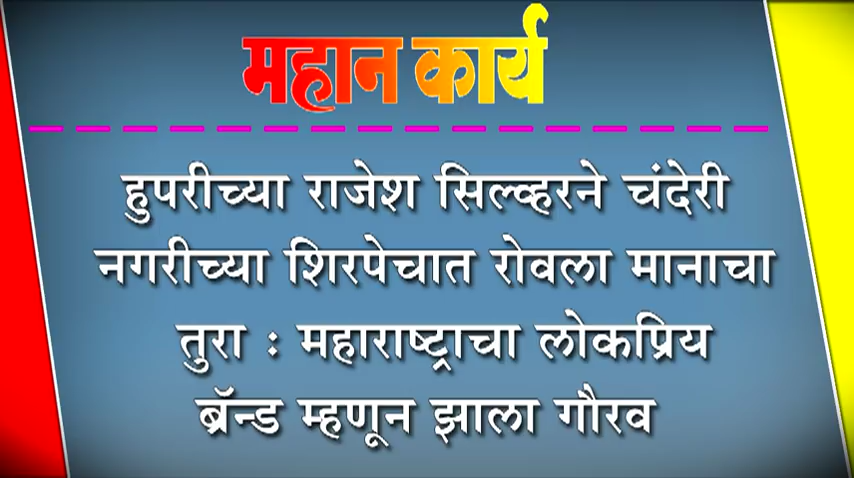 महान कार्य
हुपरीच्या राजेश सिल्व्हरने चंदेरी
नगरीच्या शिरपेचात रोवला मानाचा
तुरा : महाराष्ट्राचा लोकप्रिय
ब्रॅन्ड म्हणून झाला गौरव